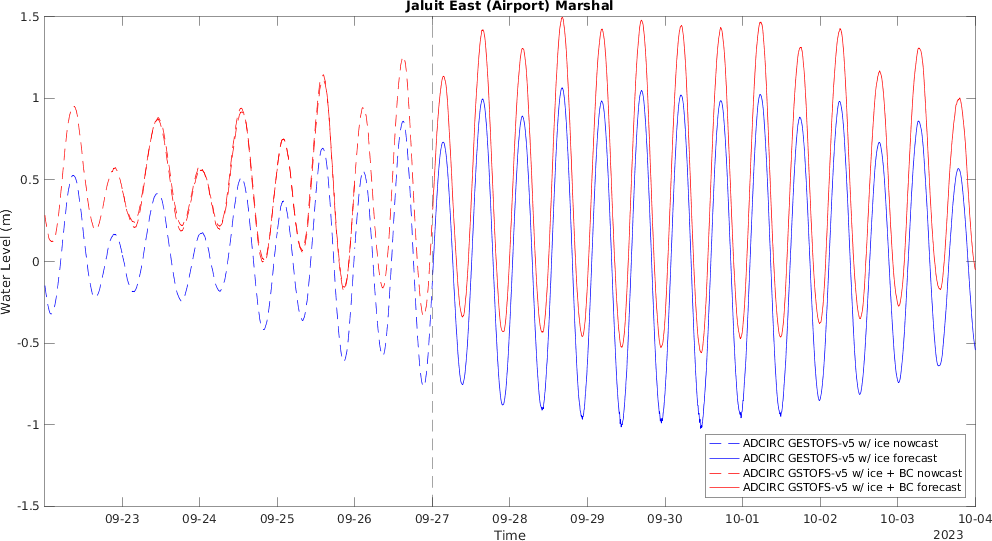 Jaluit East (Airport) Marshal
1.5
1
0.5
0
-0.5
-1
-1.5
Water Level (m)
ADCIRC GESTOFS-v5 w/ ice nowcast
ADCIRC GESTOFS-v5 w/ ice forecast
ADCIRC GSTOFS-v5 w/ ice + BC nowcast
ADCIRC GSTOFS-v5 w/ ice + BC forecast
09-23 09-24 09-25 09-26 09-27 09-28 09-29 09-30 10-01 10-02 10-03 10-04
Time
2023